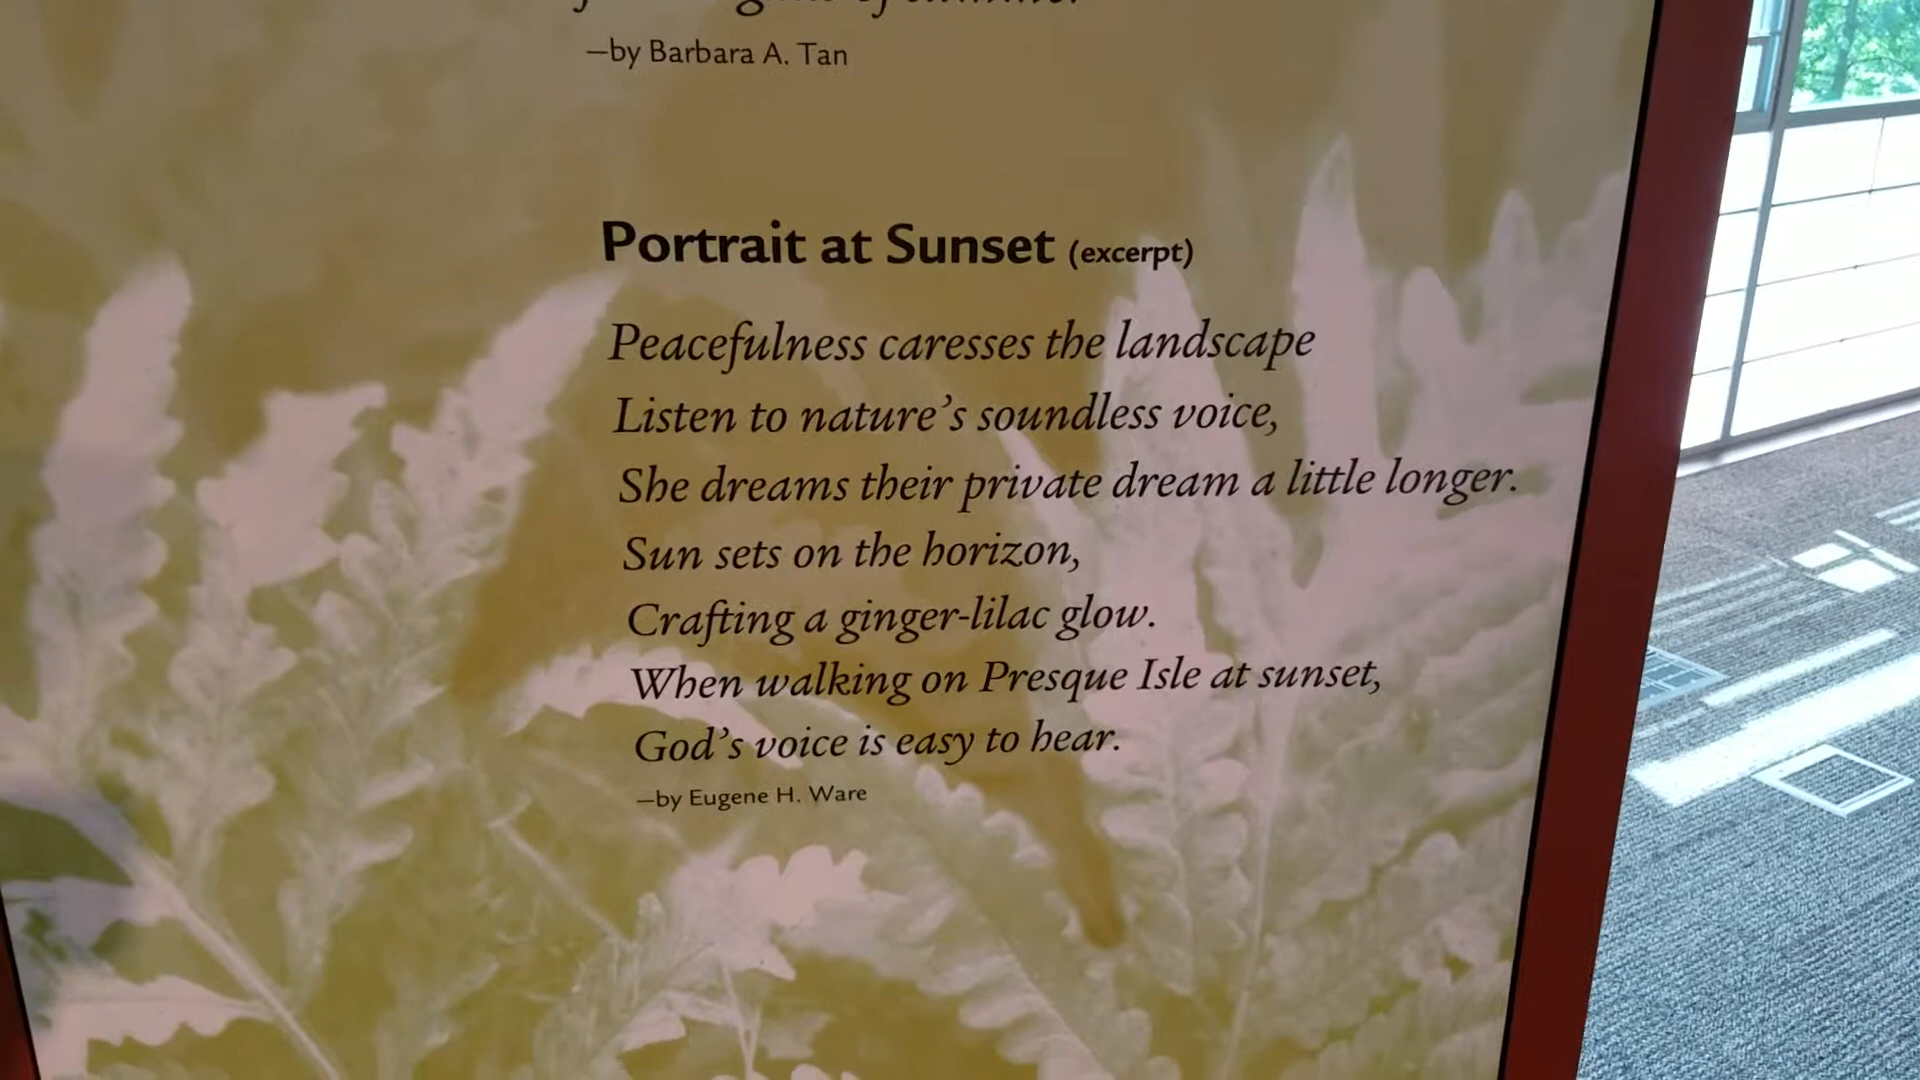 of summer
—by Barbara A. Tan
Portrait at Sunset (excerpt)
Peacefulness caresses the landscape
Listen to nature’s soundless voice,
She dreams their private dream a little longer.
Sun sets on the horizon,
Crafting a ginger-lilac glow.
When walking on Presque Isle at sunset,
God’s voice is easy to hear.
—by Eugene H. Ware